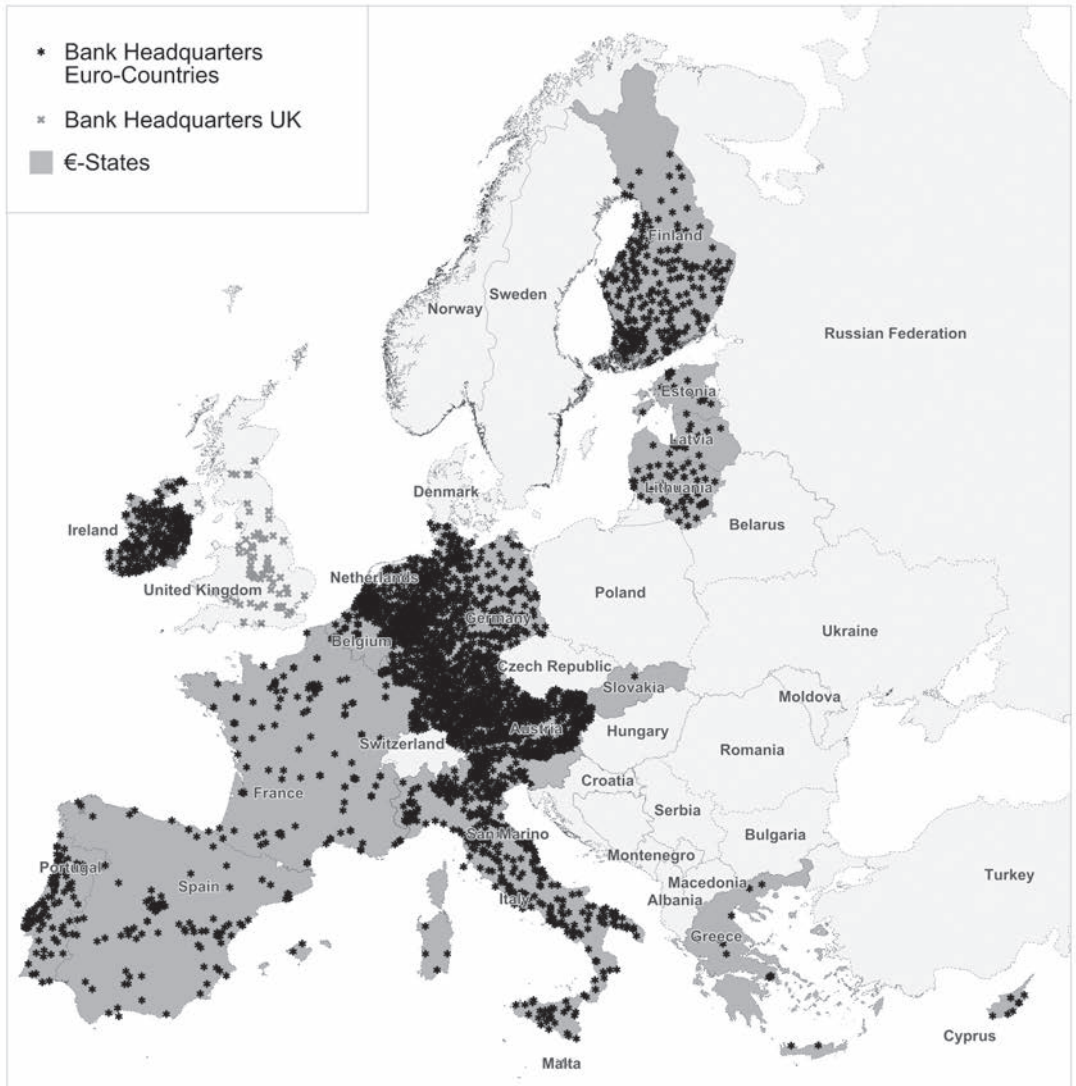 Bank Headquarters
Euro-Countries
Bank Headquarters UK
€-States
Finland
Norway
Sweden
Russian Federation
Estonia
Latvia
Lithuania
Denmark
Ireland
Belarus
Netherlands
United Kingdom
Poland
Germany
Ukraine
Belgium
Czech Republic
Slovakia
Moldova
Austria
Hungary
Switzerland
Romania
Croatia
France
Serbia
San Marino
Bulgaria
Montenegro
Portugal
Macedonia
Turkey
Spain
Albania
Italy
Greece
Cyprus
Malta